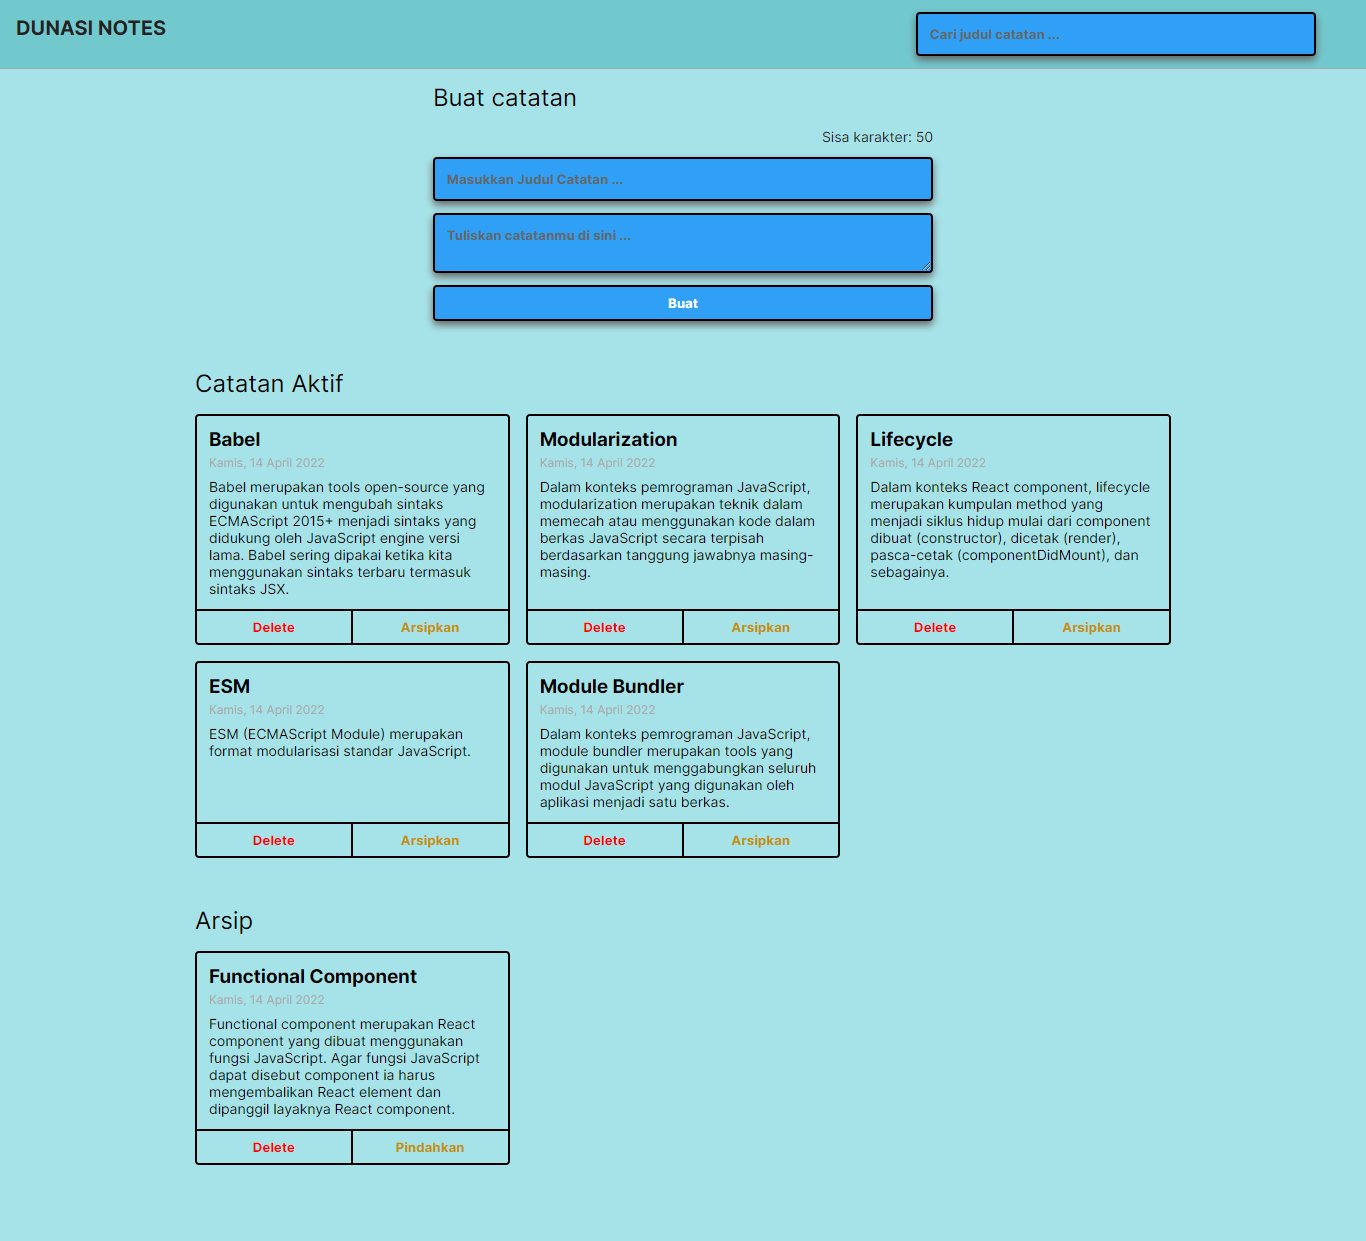 DUNASI NOTES
Cari judul catatan ...
Buat catatan
Sisa karakter: 50
Masukkan Judul Catatan ...
Tuliskan catatanmu di sini ...
Buat
Catatan Aktif
Babel
Kamis, 14 April 2022
Babel merupakan tools open-source yang
digunakan untuk mengubah sintaks
ECMAScript 2015+ menjadi sintaks yang
didukung oleh JavaScript engine versi
lama. Babel sering dipakai ketika kita
menggunakan sintaks terbaru termasuk
sintaks JSX.
Delete
Arsipkan
Modularization
Kamis, 14 April 2022
Dalam konteks pemrograman JavaScript,
modularization merupakan teknik dalam
memecah atau menggunakan kode dalam
berkas JavaScript secara terpisah
berdasarkan tanggung jawabnya masing-
masing.
Delete
Arsipkan
Lifecycle
Kamis, 14 April 2022
Dalam konteks React component, lifecycle
merupakan kumpulan method yang
menjadi siklus hidup mulai dari component
dibuat (constructor), dicetak (render),
pasca-cetak (componentDidMount), dan
sebagainya.
Delete
Arsipkan
ESM
Kamis, 14 April 2022
ESM (ECMAScript Module) merupakan
format modularisasi standar JavaScript.
Delete
Arsipkan
Module Bundler
Kamis, 14 April 2022
Dalam konteks pemrograman JavaScript,
module bundler merupakan tools yang
digunakan untuk menggabungkan seluruh
modul JavaScript yang digunakan oleh
aplikasi menjadi satu berkas.
Delete
Arsipkan
Arsip
Functional Component
Kamis, 14 April 2022
Functional component merupakan React
component yang dibuat menggunakan
fungsi JavaScript. Agar fungsi JavaScript
dapat disebut component ia harus
mengembalikan React element dan
dipanggil layaknya React component.
Delete
Pindahkan